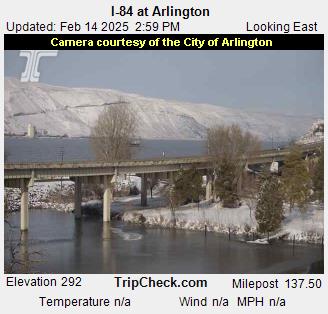 I-84 at Arlington
Updated: Feb 14 2025 2:59 PM Looking East
Camera courtesy of the City of Arlington
Elevation 292 TripCheck.com Milepost 137.50
Temperature n/a Wind n/a MPH n/a